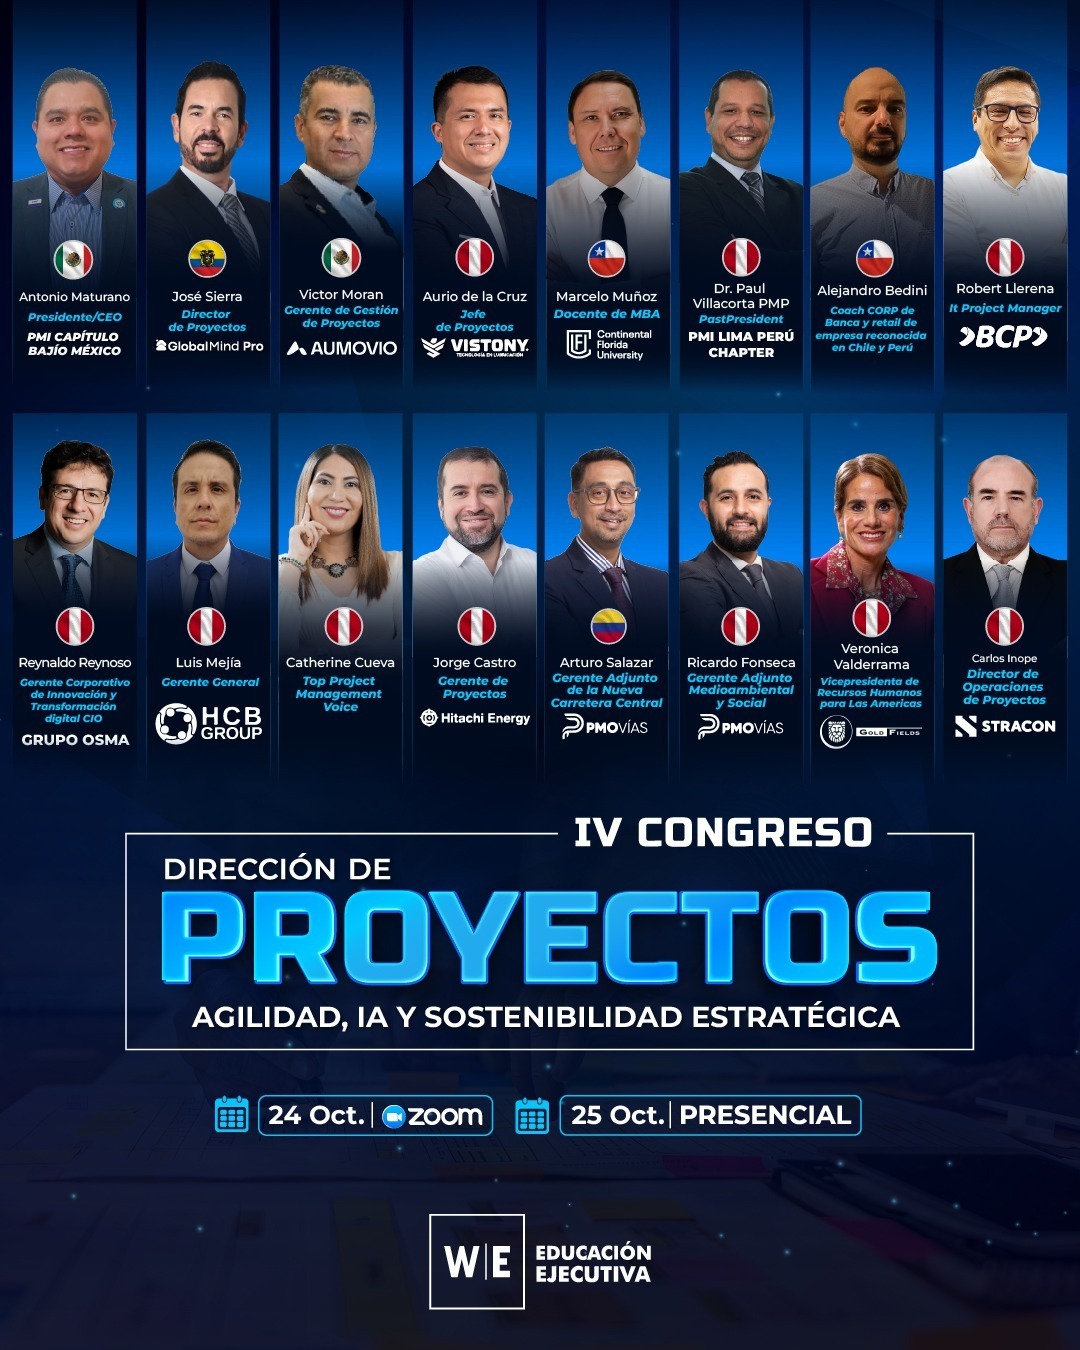 Antonio Maturano
Presidente/CEO
PMI CAPÍTULO
BAJÍO MÉXICO
José Sierra
Director
de Proyectos
GlobalMind Pro
Victor Moran
Gerente de Gestión
de Proyectos
AUMOVIO
Aurio de la Cruz
Jefe
de Proyectos
VISTONY.
TECNOLOGÍA EN LUBRICACIÓN
Marcelo Muñoz
Docente de MBA
Continental
Florida
University
Dr. Paul
Villacorta PMP
PastPresident
PMI LIMA PERÚ
CHAPTER
Alejandro Bedini
Coach CORP de
Banca y retail de
empresa reconocida
en Chile y Perú
Robert Llerena
It Project Manager
BCP
Reynaldo Reynoso
Gerente Corporativo
de Innovación y
Transformación
digital CIO
GRUPO OSMA
Luis Mejía
Gerente General
HCB
GROUP
Catherine Cueva
Top Project
Management
Voice
Jorge Castro
Gerente de
Proyectos
Hitachi Energy
Arturo Salazar
Gerente Adjunto
de la Nueva
Carretera Central
PMOVÍAS
Ricardo Fonseca
Gerente Adjunto
Medioambiental
y Social
PMOVÍAS
Veronica
Valderrama
Vicepresidenta de
Recursos Humanos
para Las Americas
GOLD FIELDS
Carlos Inope
Director de
Operaciones
de Proyectos
STRACON
IV CONGRESO
DIRECCIÓN DE
PROYECTOS
AGILIDAD, IA Y SOSTENIBILIDAD ESTRATÉGICA
24 Oct. | zoom
25 Oct. | PRESENCIAL
W|E EDUCACIÓN
EJECUTIVA